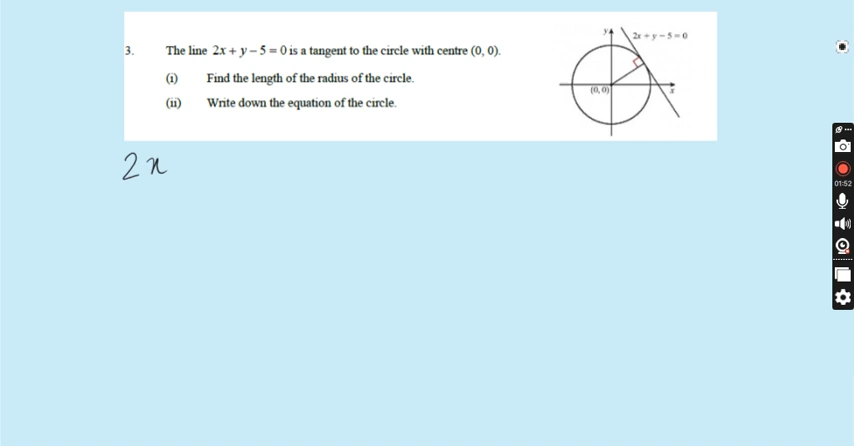 3. The line 2x + y – 5 = 0 is a tangent to the circle with centre (0, 0).
(i) Find the length of the radius of the circle.
(ii) Write down the equation of the circle.
y
2x + y – 5 = 0
(0, 0)
x
2x
01:52